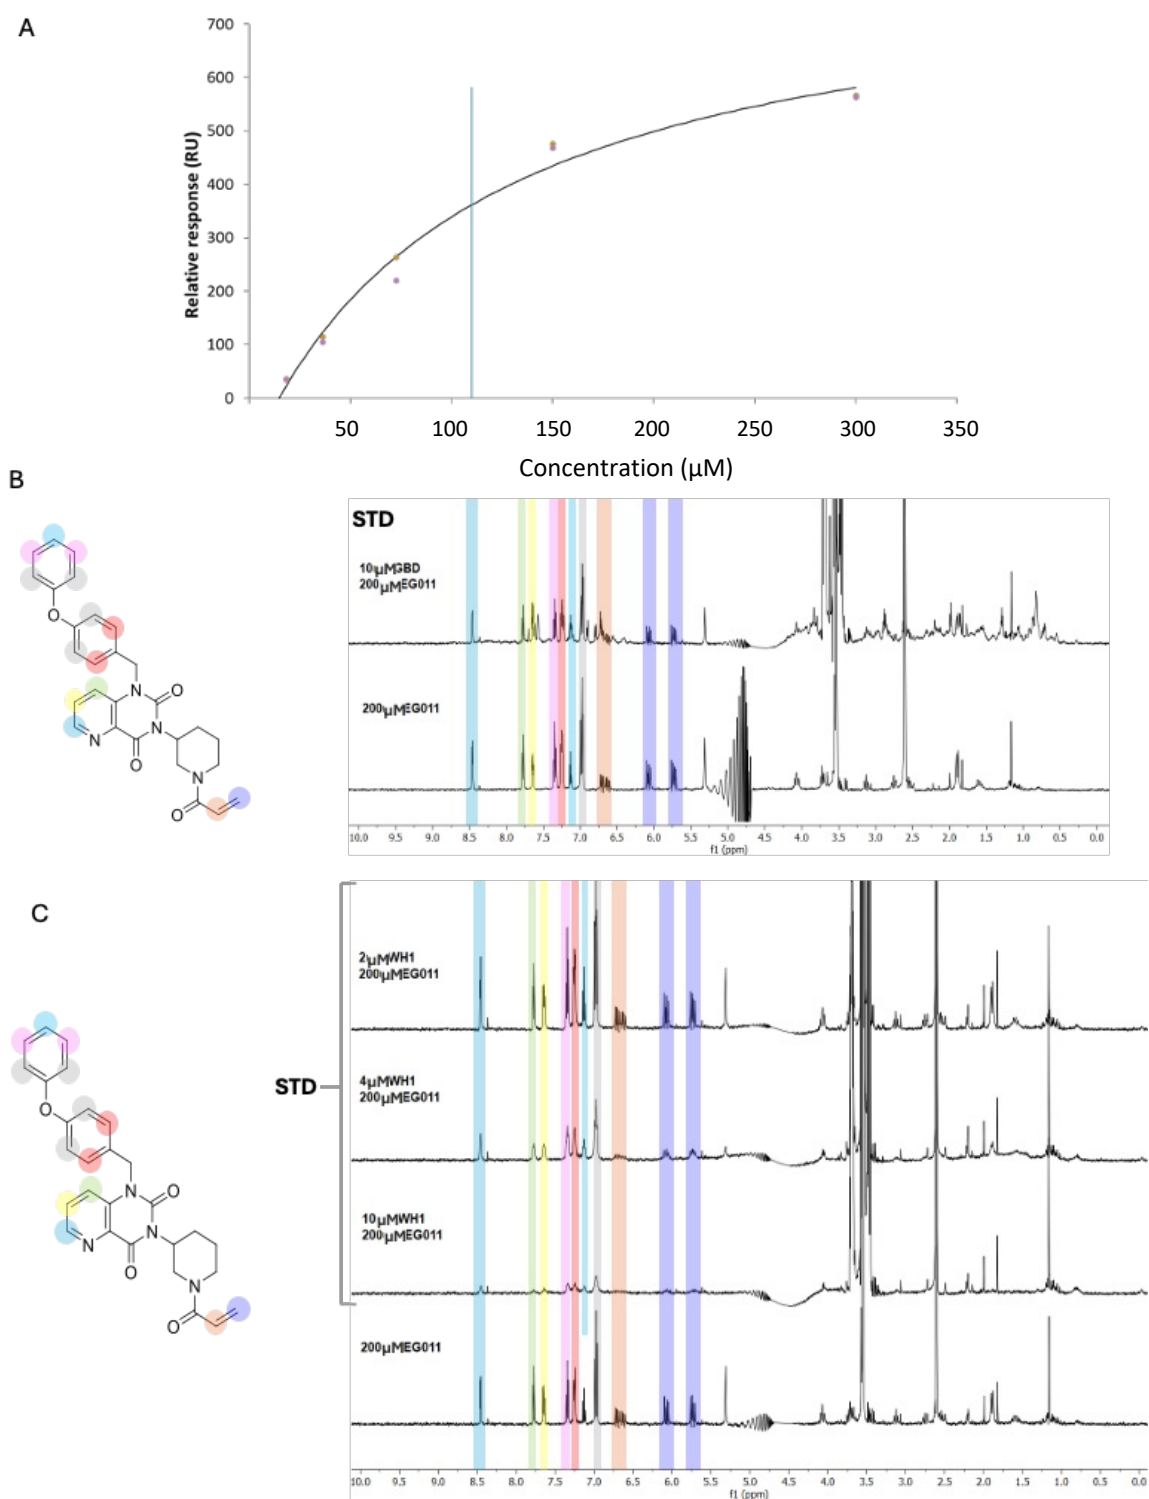 A
700
600
500
400
300
200
100
0
Relative response (RU)
50 100 150 200 250 300 350
Concentration (µM)
B
O
N
O
N
N
O
N
O
STD
10µMGBD
200µMEG011
200µMEG011
10.0 9.5 9.0 8.5 8.0 7.5 7.0 6.5 6.0 5.5 5.0 4.5 4.0 3.5 3.0 2.5 2.0 1.5 1.0 0.5 0.0
f1 (ppm)
C
O
N
O
N
N
O
N
O
STD
2µMWH1
200µMEG011
4µMWH1
200µMEG011
10µMWH1
200µMEG011
200µMEG011
10.0 9.5 9.0 8.5 8.0 7.5 7.0 6.5 6.0 5.5 5.0 4.5 4.0 3.5 3.0 2.5 2.0 1.5 1.0 0.5 0.0
f1 (ppm)